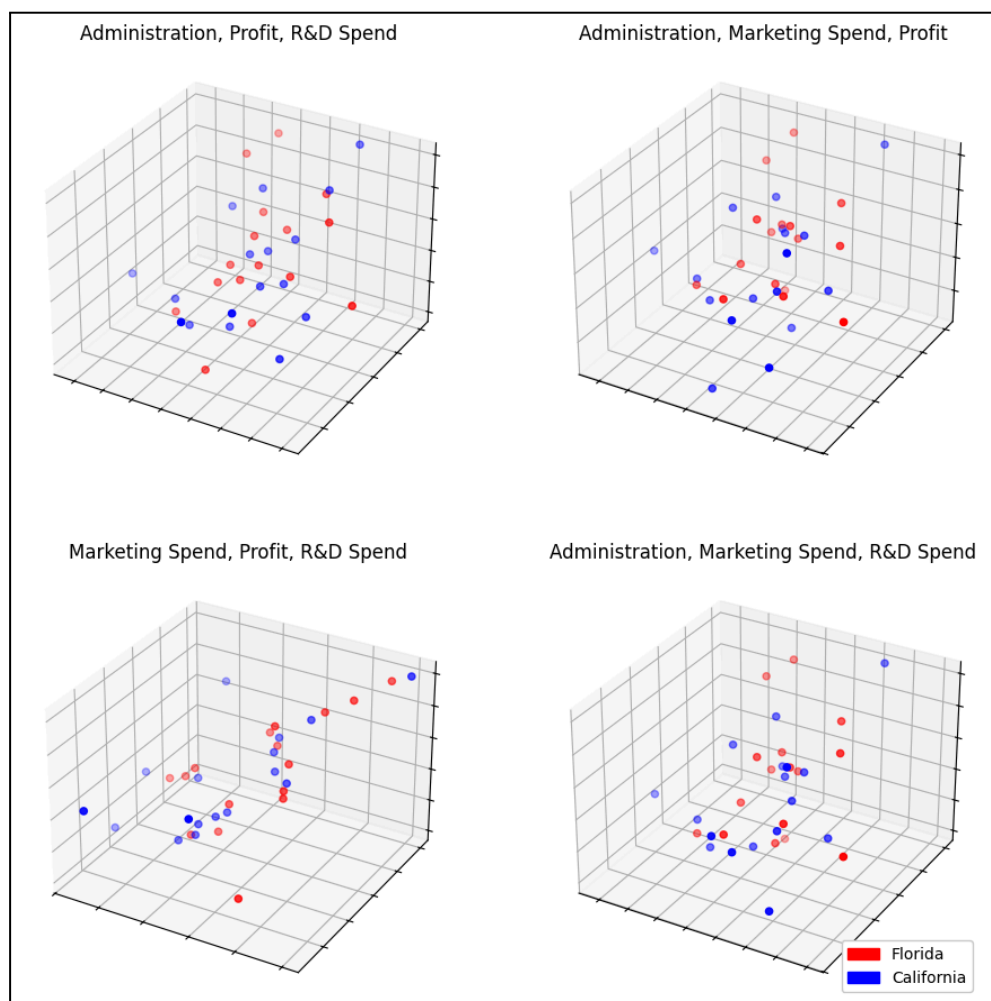 Administration, Profit, R&D Spend
Administration, Marketing Spend, Profit
Marketing Spend, Profit, R&D Spend
Administration, Marketing Spend, R&D Spend
Florida
California